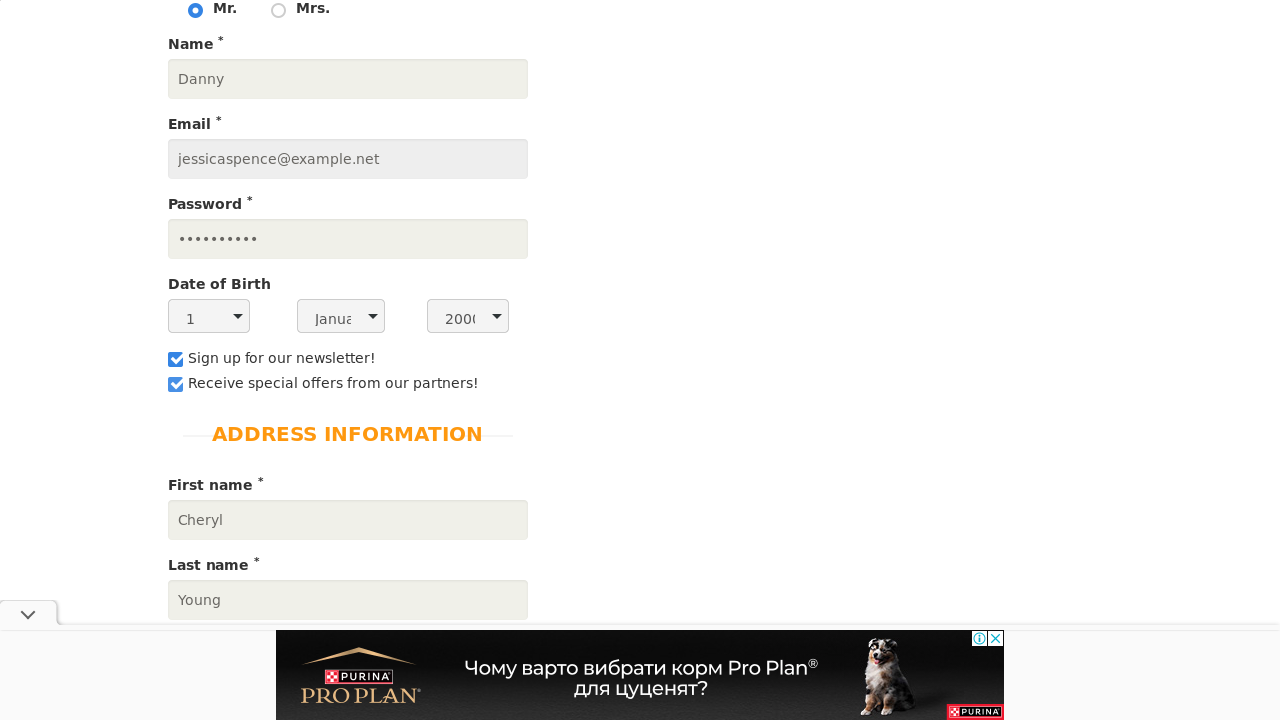 Mr. Mrs.
Name *
Danny
Email *
jessicaspence@example.net
Password *
••••••••••
Date of Birth
1 Janua 2000
Sign up for our newsletter!
Receive special offers from our partners!
ADDRESS INFORMATION
First name *
Cheryl
Last name *
Young
PURINA
PRO PLAN
Чому варто вибрати корм Pro Plan®
для цуценят?
PURINA